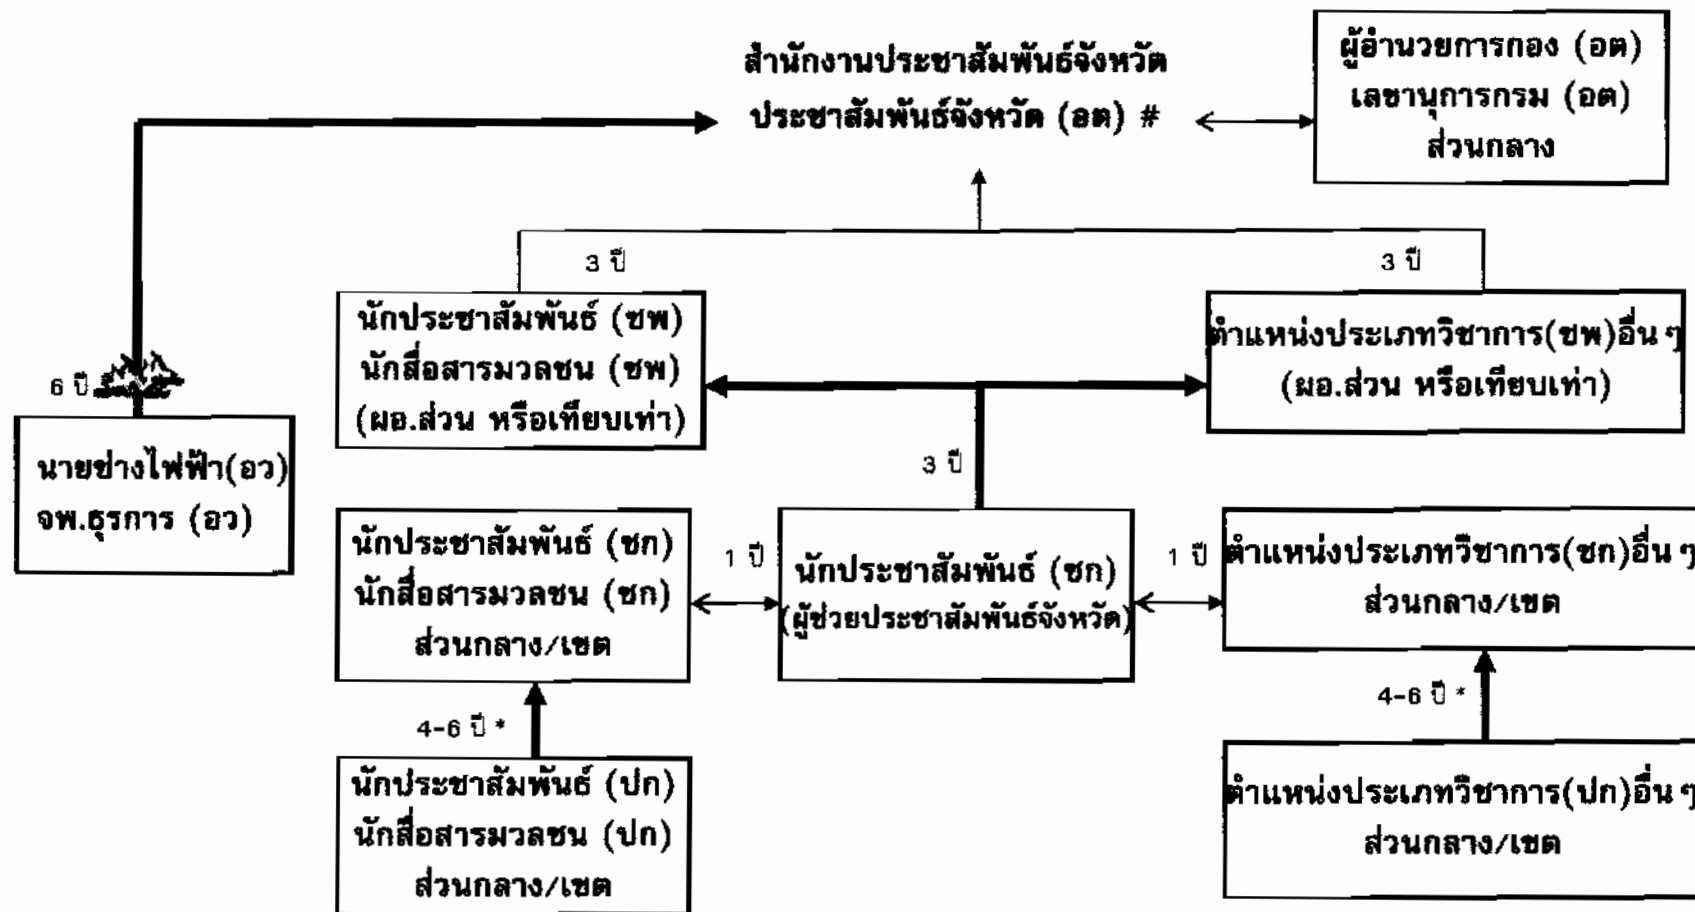 สำนักงานประชาสัมพันธ์จังหวัด
ประชาสัมพันธ์จังหวัด (อต) #
ผู้อำนวยการกอง (อต)
เลขานุการกรม (อต)
ส่วนกลาง
3 ปี
3 ปี
นักประชาสัมพันธ์ (ชพ)
นักสื่อสารมวลชน (ชพ)
(ผอ.ส่วน หรือเทียบเท่า)
ตำแหน่งประเภทวิชาการ(ชพ)อื่น ๆ
(ผอ.ส่วน หรือเทียบเท่า)
6 ปี
นายช่างไฟฟ้า(อว)
จพ.ธุรการ (อว)
3 ปี
นักประชาสัมพันธ์ (ชก)
นักสื่อสารมวลชน (ชก)
ส่วนกลาง/เขต
1 ปี
นักประชาสัมพันธ์ (ชก)
(ผู้ช่วยประชาสัมพันธ์จังหวัด)
1 ปี
ตำแหน่งประเภทวิชาการ(ชก)อื่น ๆ
ส่วนกลาง/เขต
4-6 ปี *
4-6 ปี *
นักประชาสัมพันธ์ (ปก)
นักสื่อสารมวลชน (ปก)
ส่วนกลาง/เขต
ตำแหน่งประเภทวิชาการ(ปก)อื่น ๆ
ส่วนกลาง/เขต